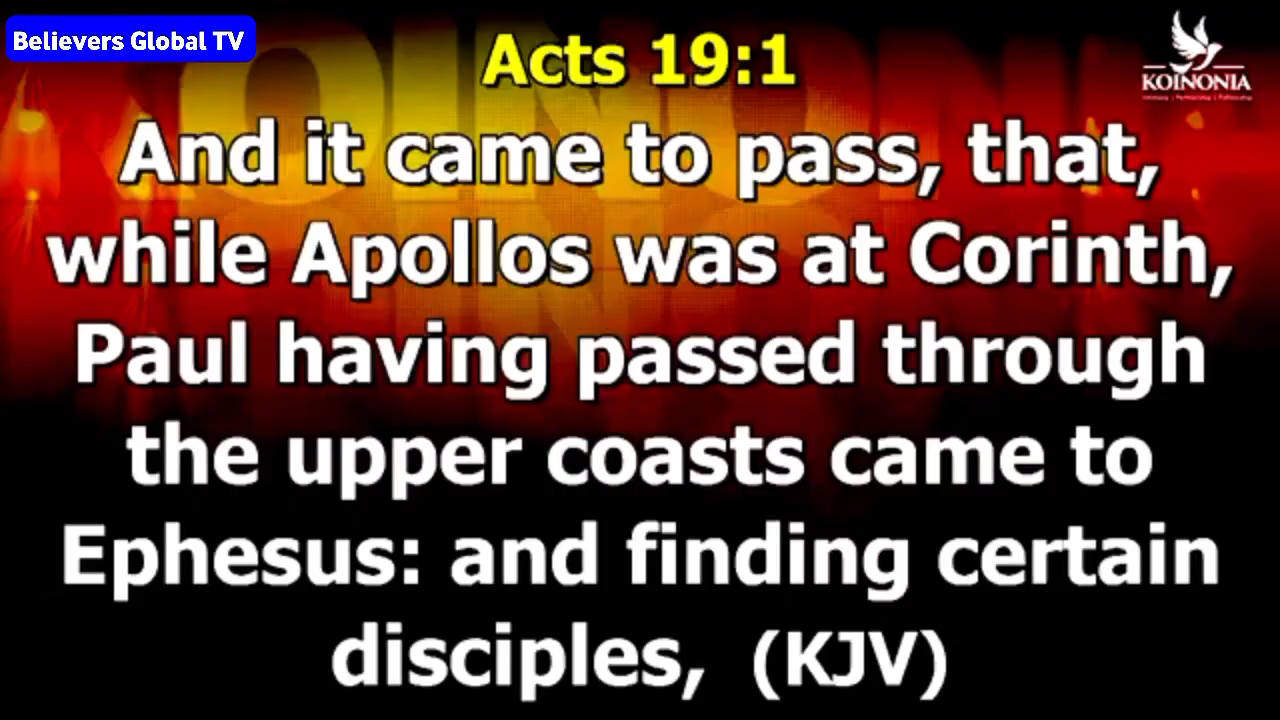 Believers Global TV
Acts 19:1
KOINONIA
And it came to pass, that,
while Apollos was at Corinth,
Paul having passed through
the upper coasts came to
Ephesus: and finding certain
disciples, (KJV)